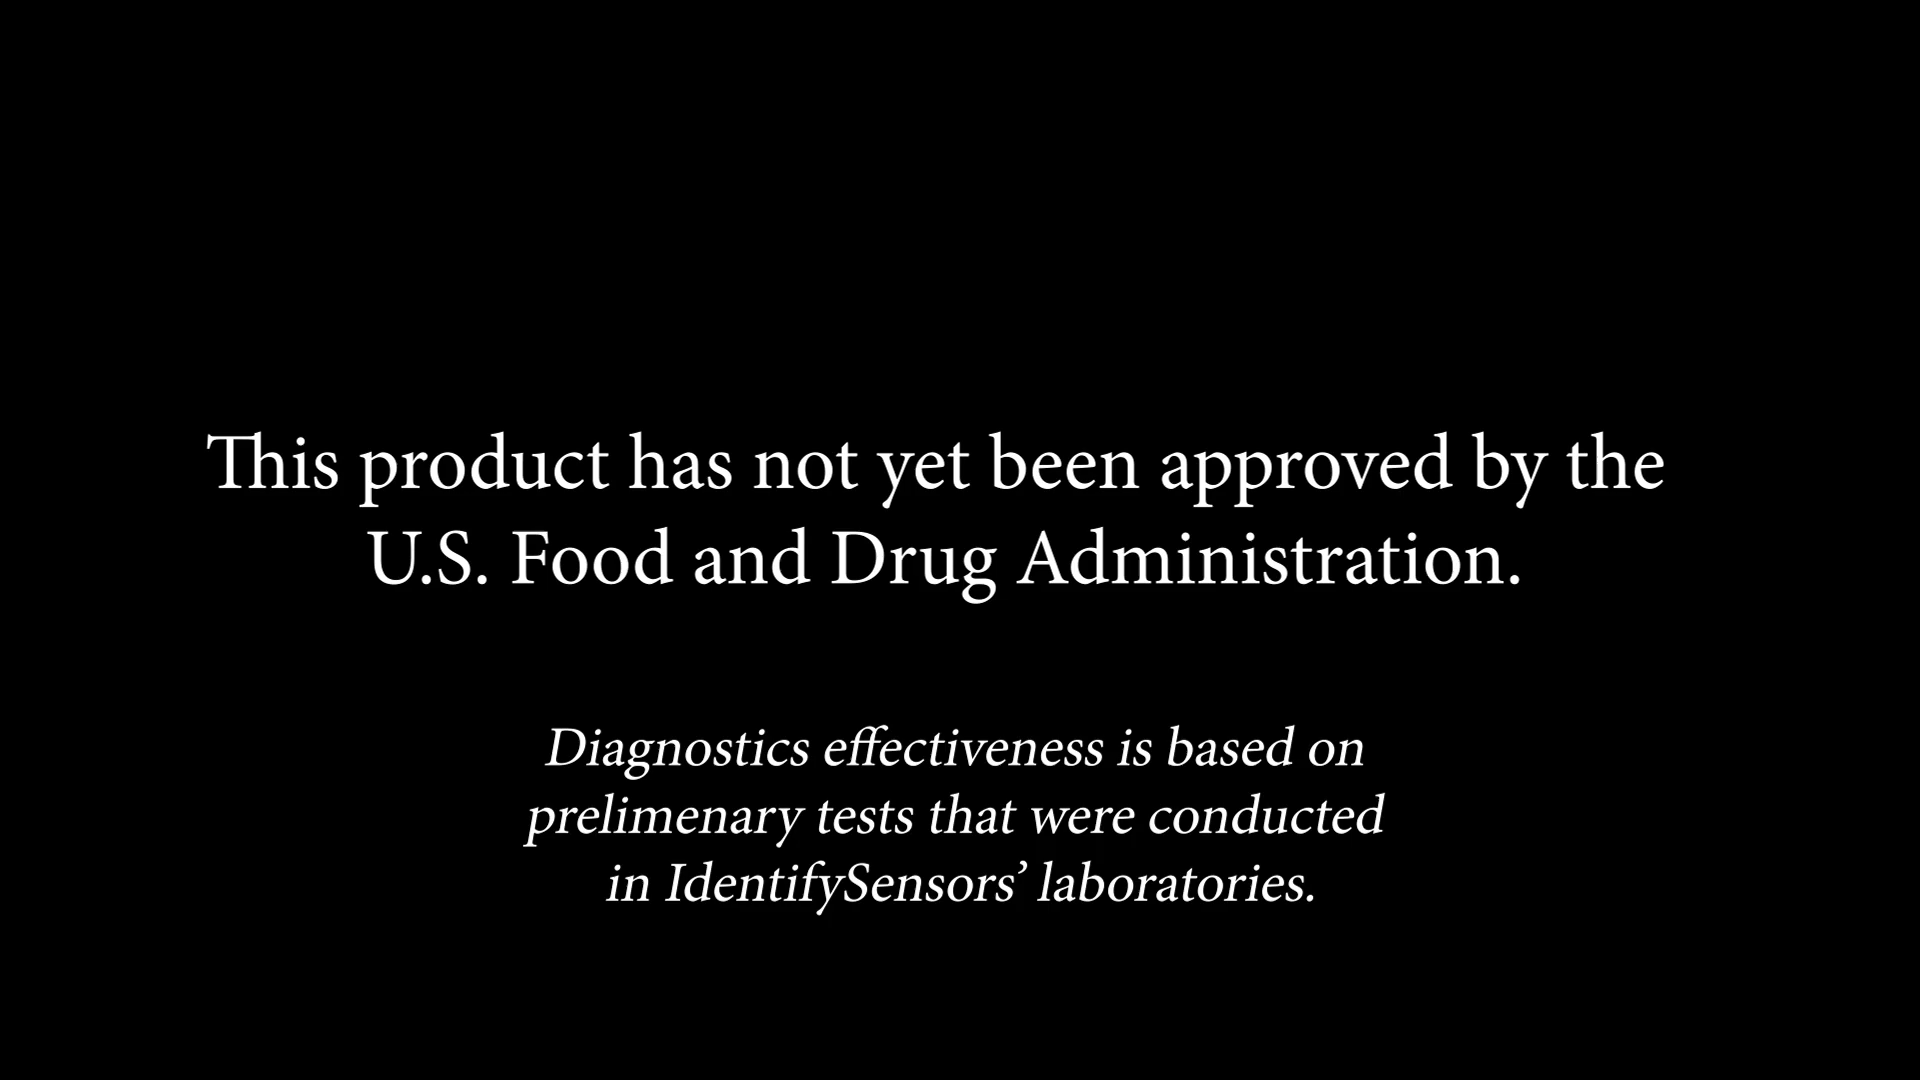 This product has not yet been approved by the
U.S. Food and Drug Administration.
Diagnostics effectiveness is based on
prelimenary tests that were conducted
in IdentifySensors’ laboratories.